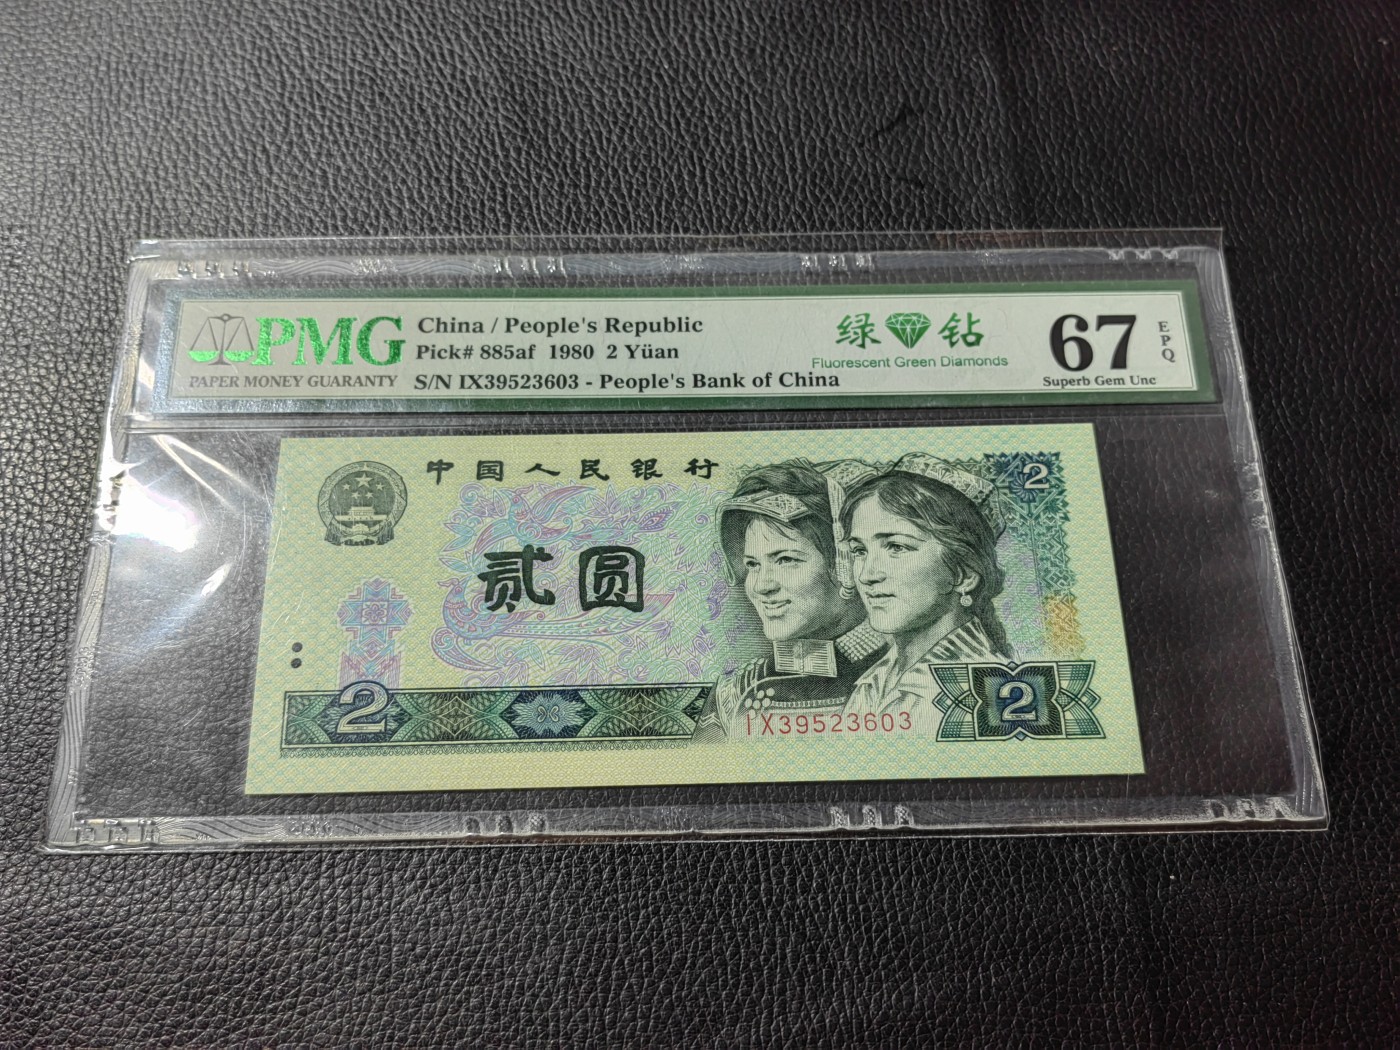 PMG
PAPER MONEY GUARANTY
China / People's Republic
Pick# 885af 1980 2 Yüan
S/N IX39523603 - People's Bank of China
绿 钻
Fluorescent Green Diamonds
67
EPQ
Superb Gem Unc
中国人民银行
2
贰圆
2
2
IX39523603